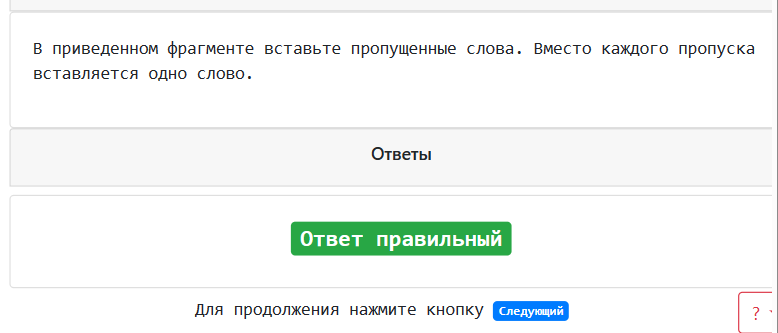 В приведенном фрагменте вставьте пропущенные слова. Вместо каждого пропуска
вставляется одно слово.
Ответы
Ответ правильный
Для продолжения нажмите кнопку Следующий
?